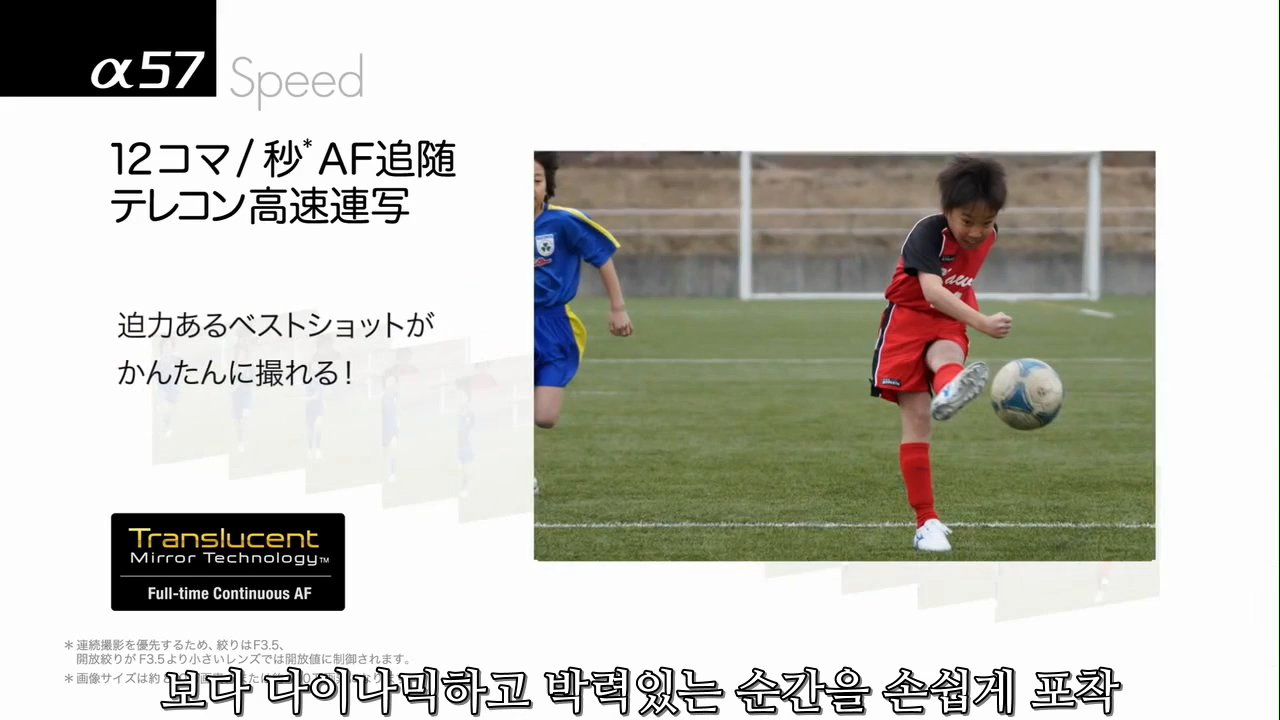 α57 Speed
12コマ/秒*AF追随
テレコン高速連写
迫力あるベストショットが
かんたんに撮れる!
Translucent
Mirror Technology™
Full-time Continuous AF
＊連続撮影を優先するため、絞りはF3.5、
開放絞りがF3.5より小さいレンズでは開放値に制御されます。
＊画像サイズは約
보다 다이나믹하고 박력있는 순간을 손쉽게 포착